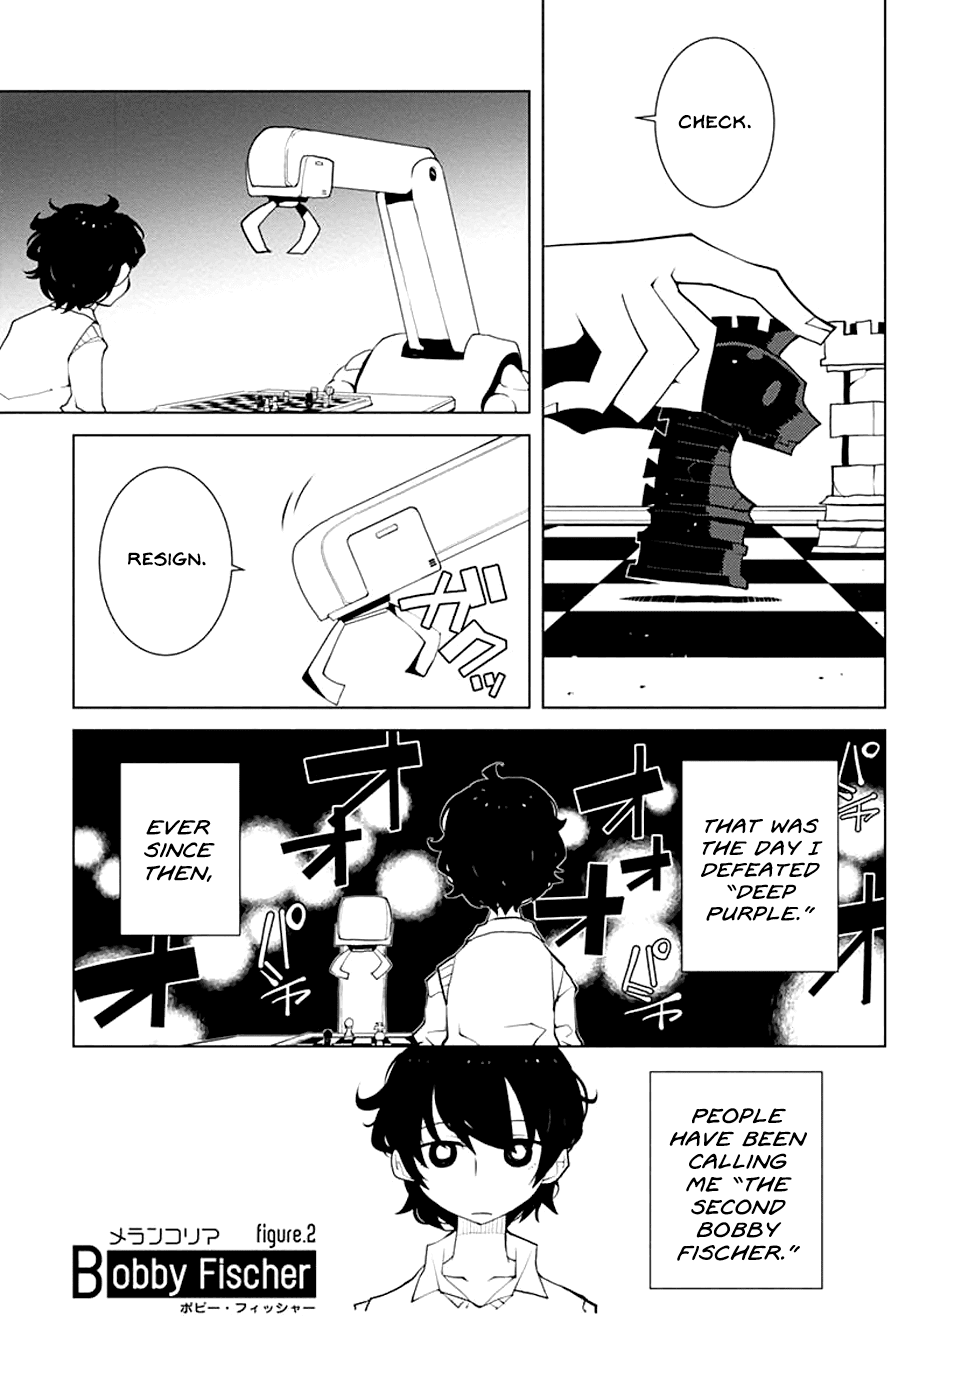 CHECK.
RESIGN.
ガクッ
THAT WAS
THE DAY I
DEFEATED
“DEEP
PURPLE.”
パチ
パチ
パチ
オオオオオ
EVER
SINCE
THEN,
PEOPLE
HAVE BEEN
CALLING
ME “THE
SECOND
BOBBY
FISCHER.”
メランコリア figure.2
Bobby Fischer
ボビー・フィッシャー